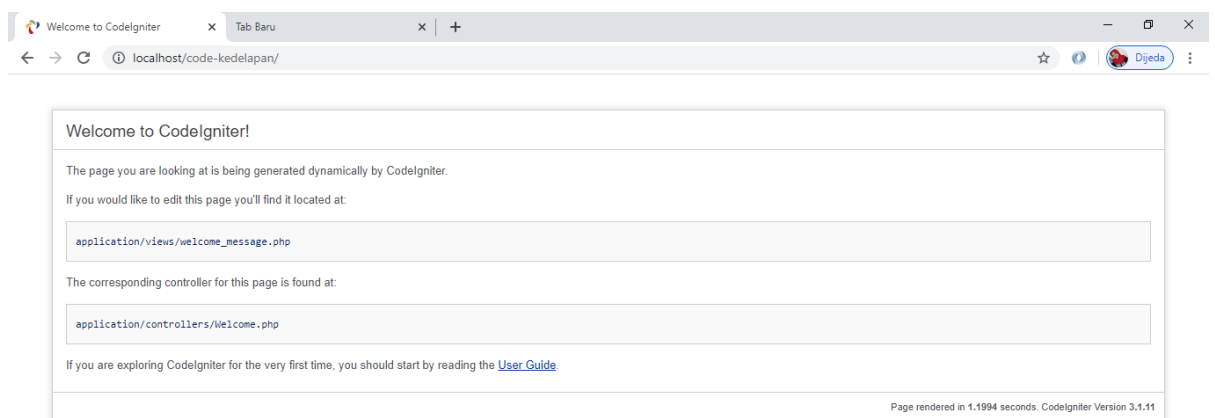 Welcome to CodeIgniter
Tab Baru
localhost/code-kedelapan/
Dijeda
Welcome to CodeIgniter!
The page you are looking at is being generated dynamically by CodeIgniter.
If you would like to edit this page you'll find it located at:
application/views/welcome_message.php
The corresponding controller for this page is found at:
application/controllers/Welcome.php
If you are exploring CodeIgniter for the very first time, you should start by reading the User Guide.
Page rendered in 1.1994 seconds. CodeIgniter Version 3.1.11